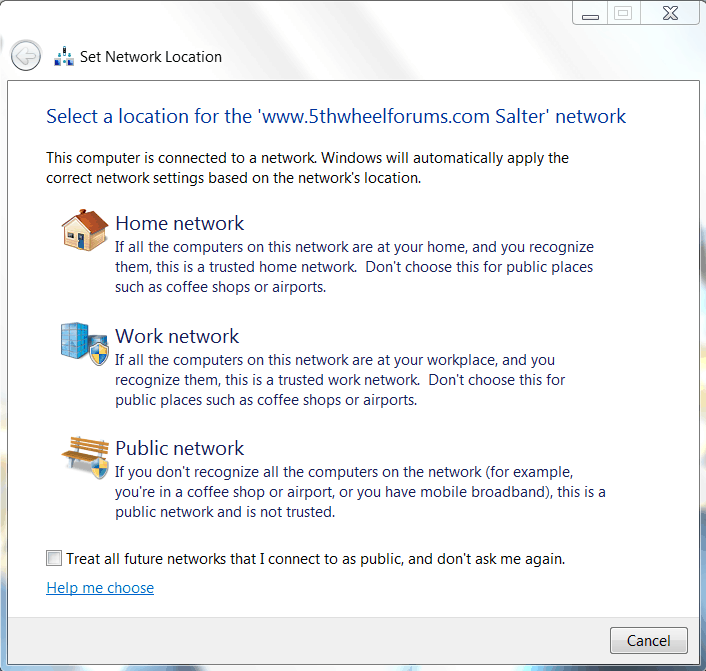 Set Network Location
Select a location for the 'www.5thwheelforums.com Salter' network
This computer is connected to a network. Windows will automatically apply the
correct network settings based on the network's location.
Home network
If all the computers on this network are at your home, and you recognize
them, this is a trusted home network.  Don't choose this for public places
such as coffee shops or airports.
Work network
If all the computers on this network are at your workplace, and you
recognize them, this is a trusted work network.  Don't choose this for
public places such as coffee shops or airports.
Public network
If you don't recognize all the computers on the network (for example,
you're in a coffee shop or airport, or you have mobile broadband), this is a
public network and is not trusted.
Treat all future networks that I connect to as public, and don't ask me again.
Help me choose
Cancel